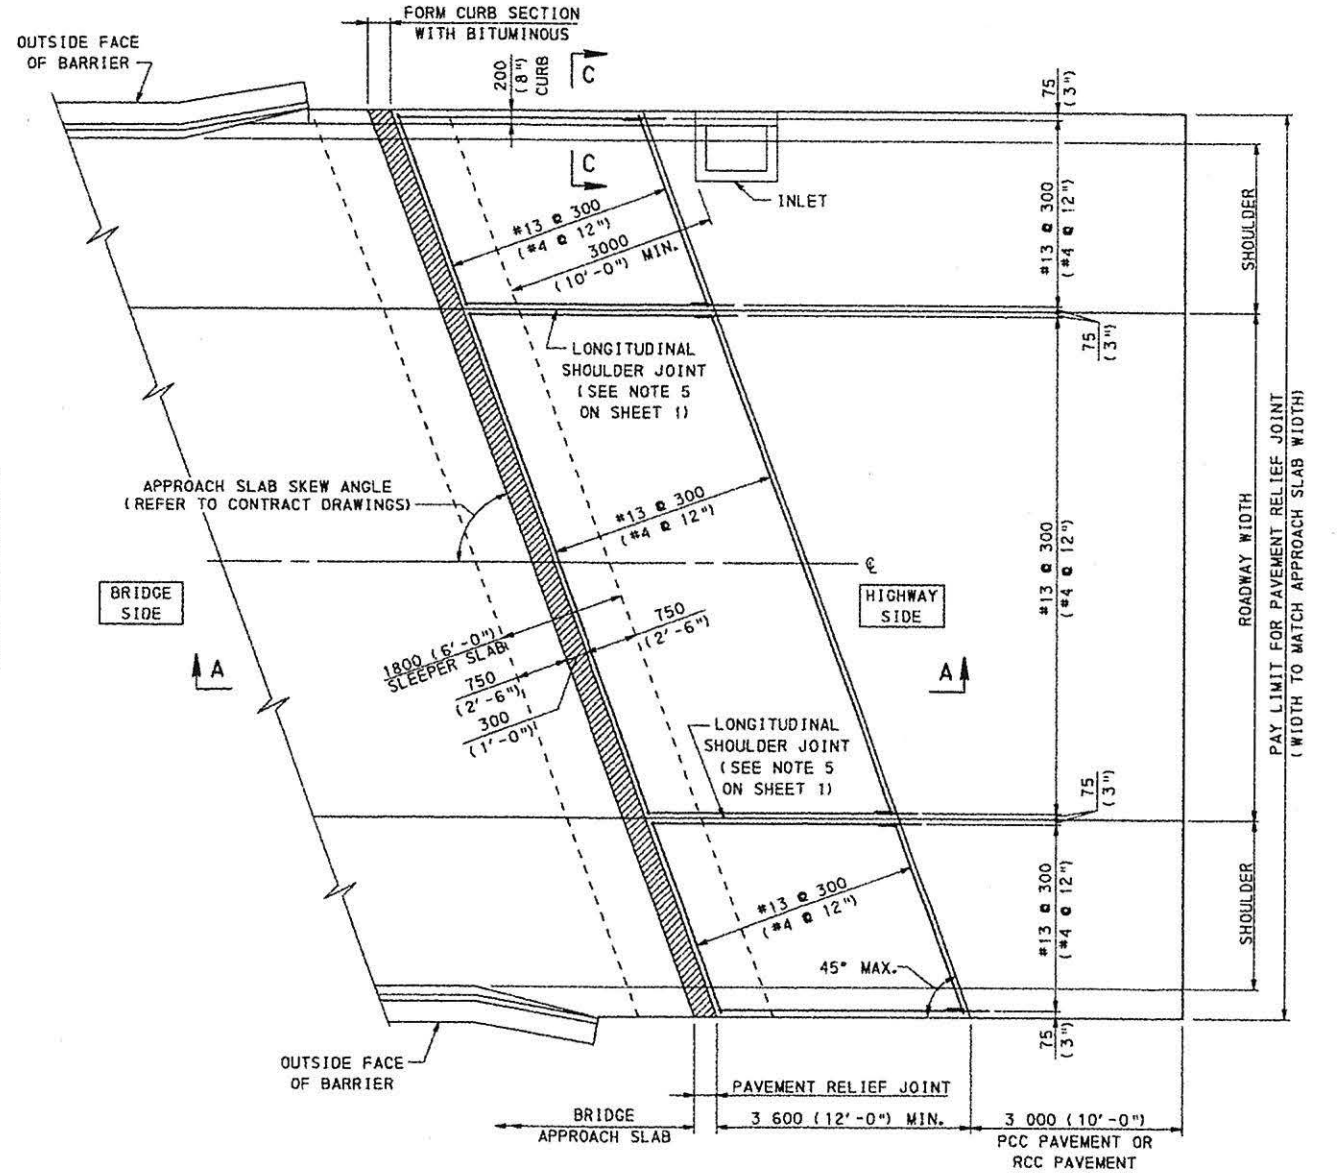 FORM CURB SECTION
WITH BITUMINOUS
OUTSIDE FACE
OF BARRIER
200
(8")
CURB
C
75
(3")
C
INLET
#13 @ 300
(#4 @ 12")
3000
(10'-0") MIN.
#13 @ 300
(#4 @ 12")
SHOULDER
75
(3")
LONGITUDINAL
SHOULDER JOINT
(SEE NOTE 5
ON SHEET 1)
APPROACH SLAB SKEW ANGLE
(REFER TO CONTRACT DRAWINGS)
#13 @ 300
(#4 @ 12")
#13 @ 300
(#4 @ 12")
ROADWAY WIDTH
PAY LIMIT FOR PAVEMENT RELIEF JOINT
(WIDTH TO MATCH APPROACH SLAB WIDTH)
℄
BRIDGE
SIDE
HIGHWAY
SIDE
1800 (6'-0")
SLEEPER SLAB
750
(2'-6")
750
(2'-6")
300
(1'-0")
A
A
LONGITUDINAL
SHOULDER JOINT
(SEE NOTE 5
ON SHEET 1)
75
(3")
#13 @ 300
(#4 @ 12")
#13 @ 300
(#4 @ 12")
SHOULDER
45° MAX.
75
(3")
OUTSIDE FACE
OF BARRIER
PAVEMENT RELIEF JOINT
BRIDGE
APPROACH SLAB
3 600 (12'-0") MIN.
3 000 (10'-0")
PCC PAVEMENT OR
RCC PAVEMENT